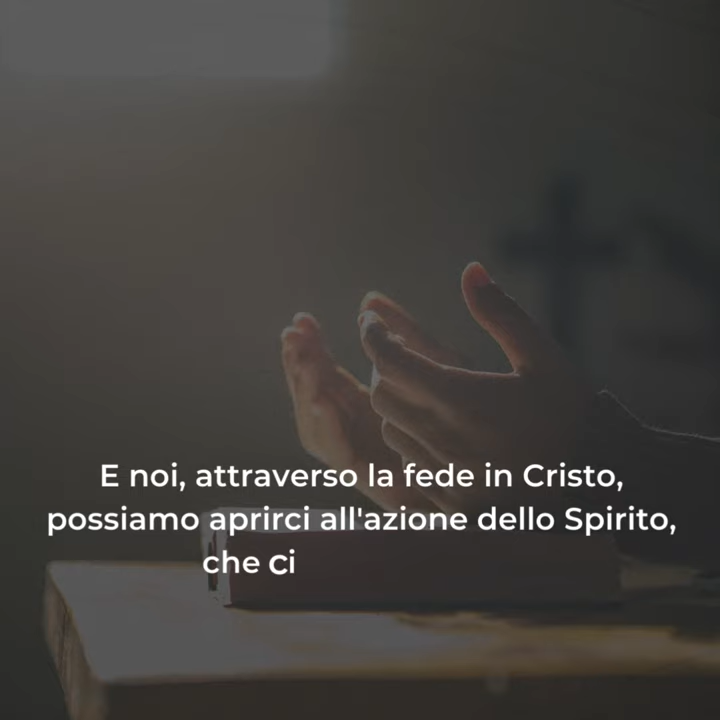 E noi, attraverso la fede in Cristo,
possiamo aprirci all'azione dello Spirito,
che ci